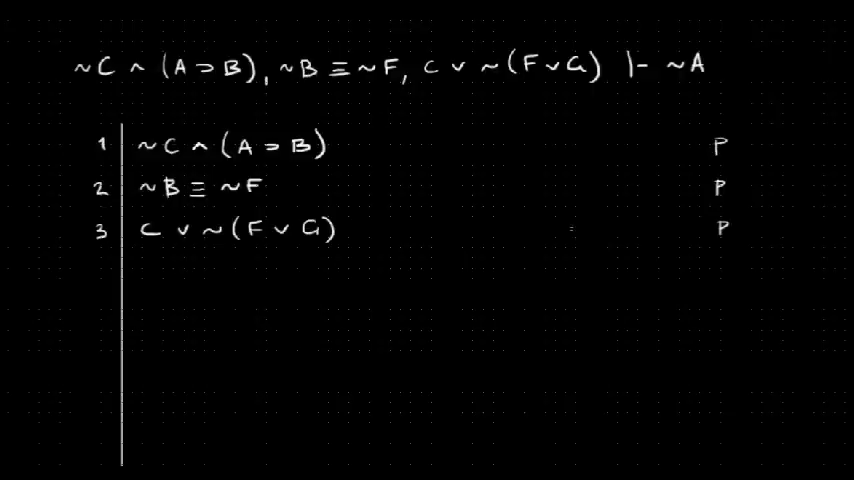 ~C ∧ (A ⊃ B), ~B ≡ ~F, C ∨ ~(F ∨ G) |- ~A
1 ~C ∧ (A ⊃ B) P
2 ~B ≡ ~F P
3 C ∨ ~(F ∨ G) P